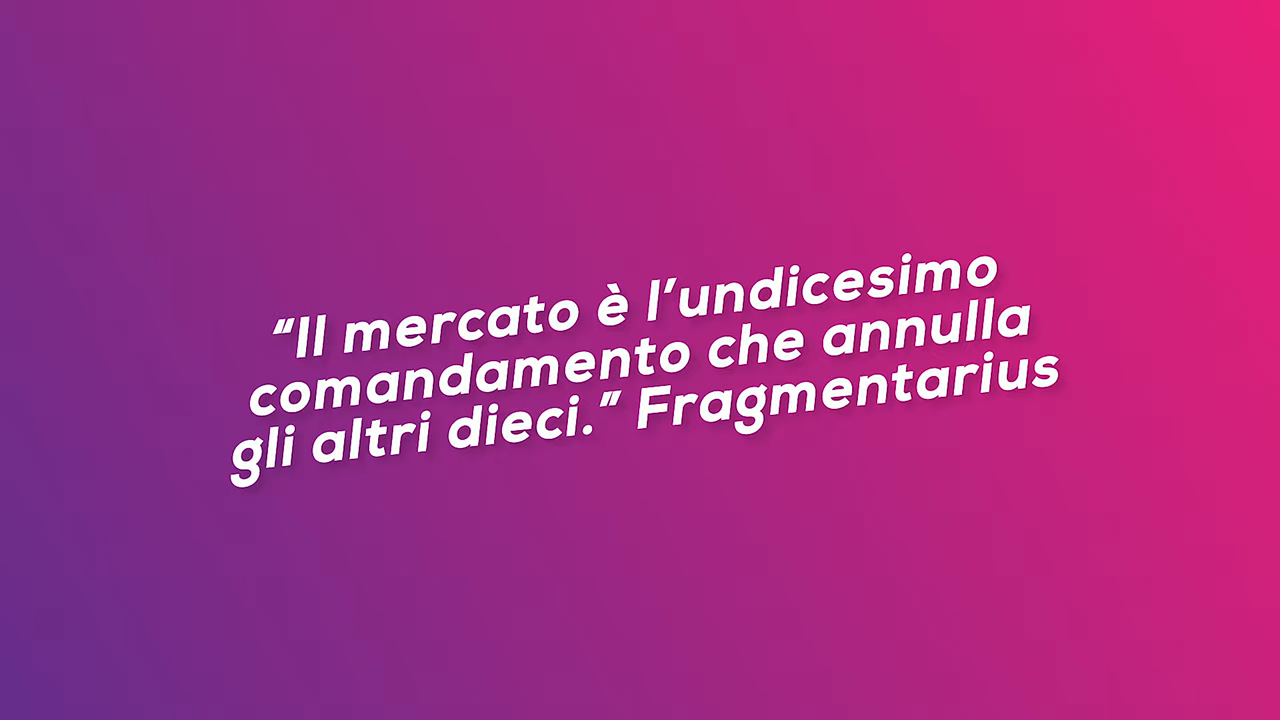 “Il mercato è l’undicesimo
comandamento che annulla
gli altri dieci.” Fragmentarius